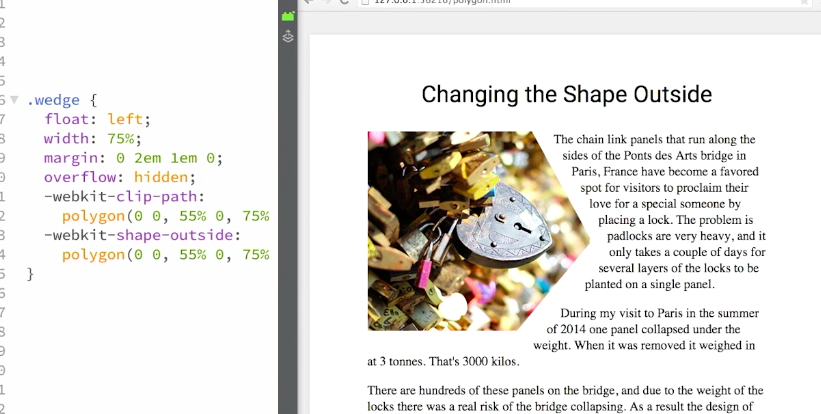 .wedge {
float: left;
width: 75%;
margin: 0 2em 1em 0;
overflow: hidden;
-webkit-clip-path:
polygon(0 0, 55% 0, 75%
-webkit-shape-outside:
polygon(0 0, 55% 0, 75%
}
Changing the Shape Outside
The chain link panels that run along the
sides of the Ponts des Arts bridge in
Paris, France have become a favored
spot for visitors to proclaim their
love for a special someone by
placing a lock. The problem is
padlocks are very heavy, and it
only takes a couple of days for
several layers of the locks to be
planted on a single panel.
During my visit to Paris in the summer
of 2014 one panel collapsed under the
weight. When it was removed it weighed in
at 3 tonnes. That's 3000 kilos.
There are hundreds of these panels on the bridge, and due to the weight of the
locks there was a real risk of the bridge collapsing. As a result the design of